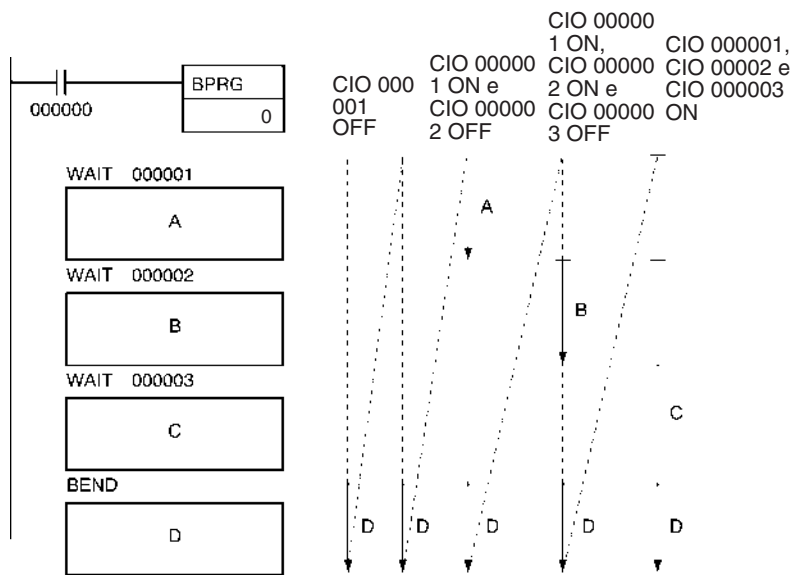 BPRG
0
000000
CIO 000
001
OFF
CIO 00000
1 ON e
CIO 00000
2 OFF
CIO 00000
1 ON,
CIO 00000
2 ON e
CIO 00000
3 OFF
CIO 000001,
CIO 00002 e
CIO 000003
ON
WAIT 000001
A
A
WAIT 000002
B
B
WAIT 000003
C
C
BEND
D
D
D
D
D
D